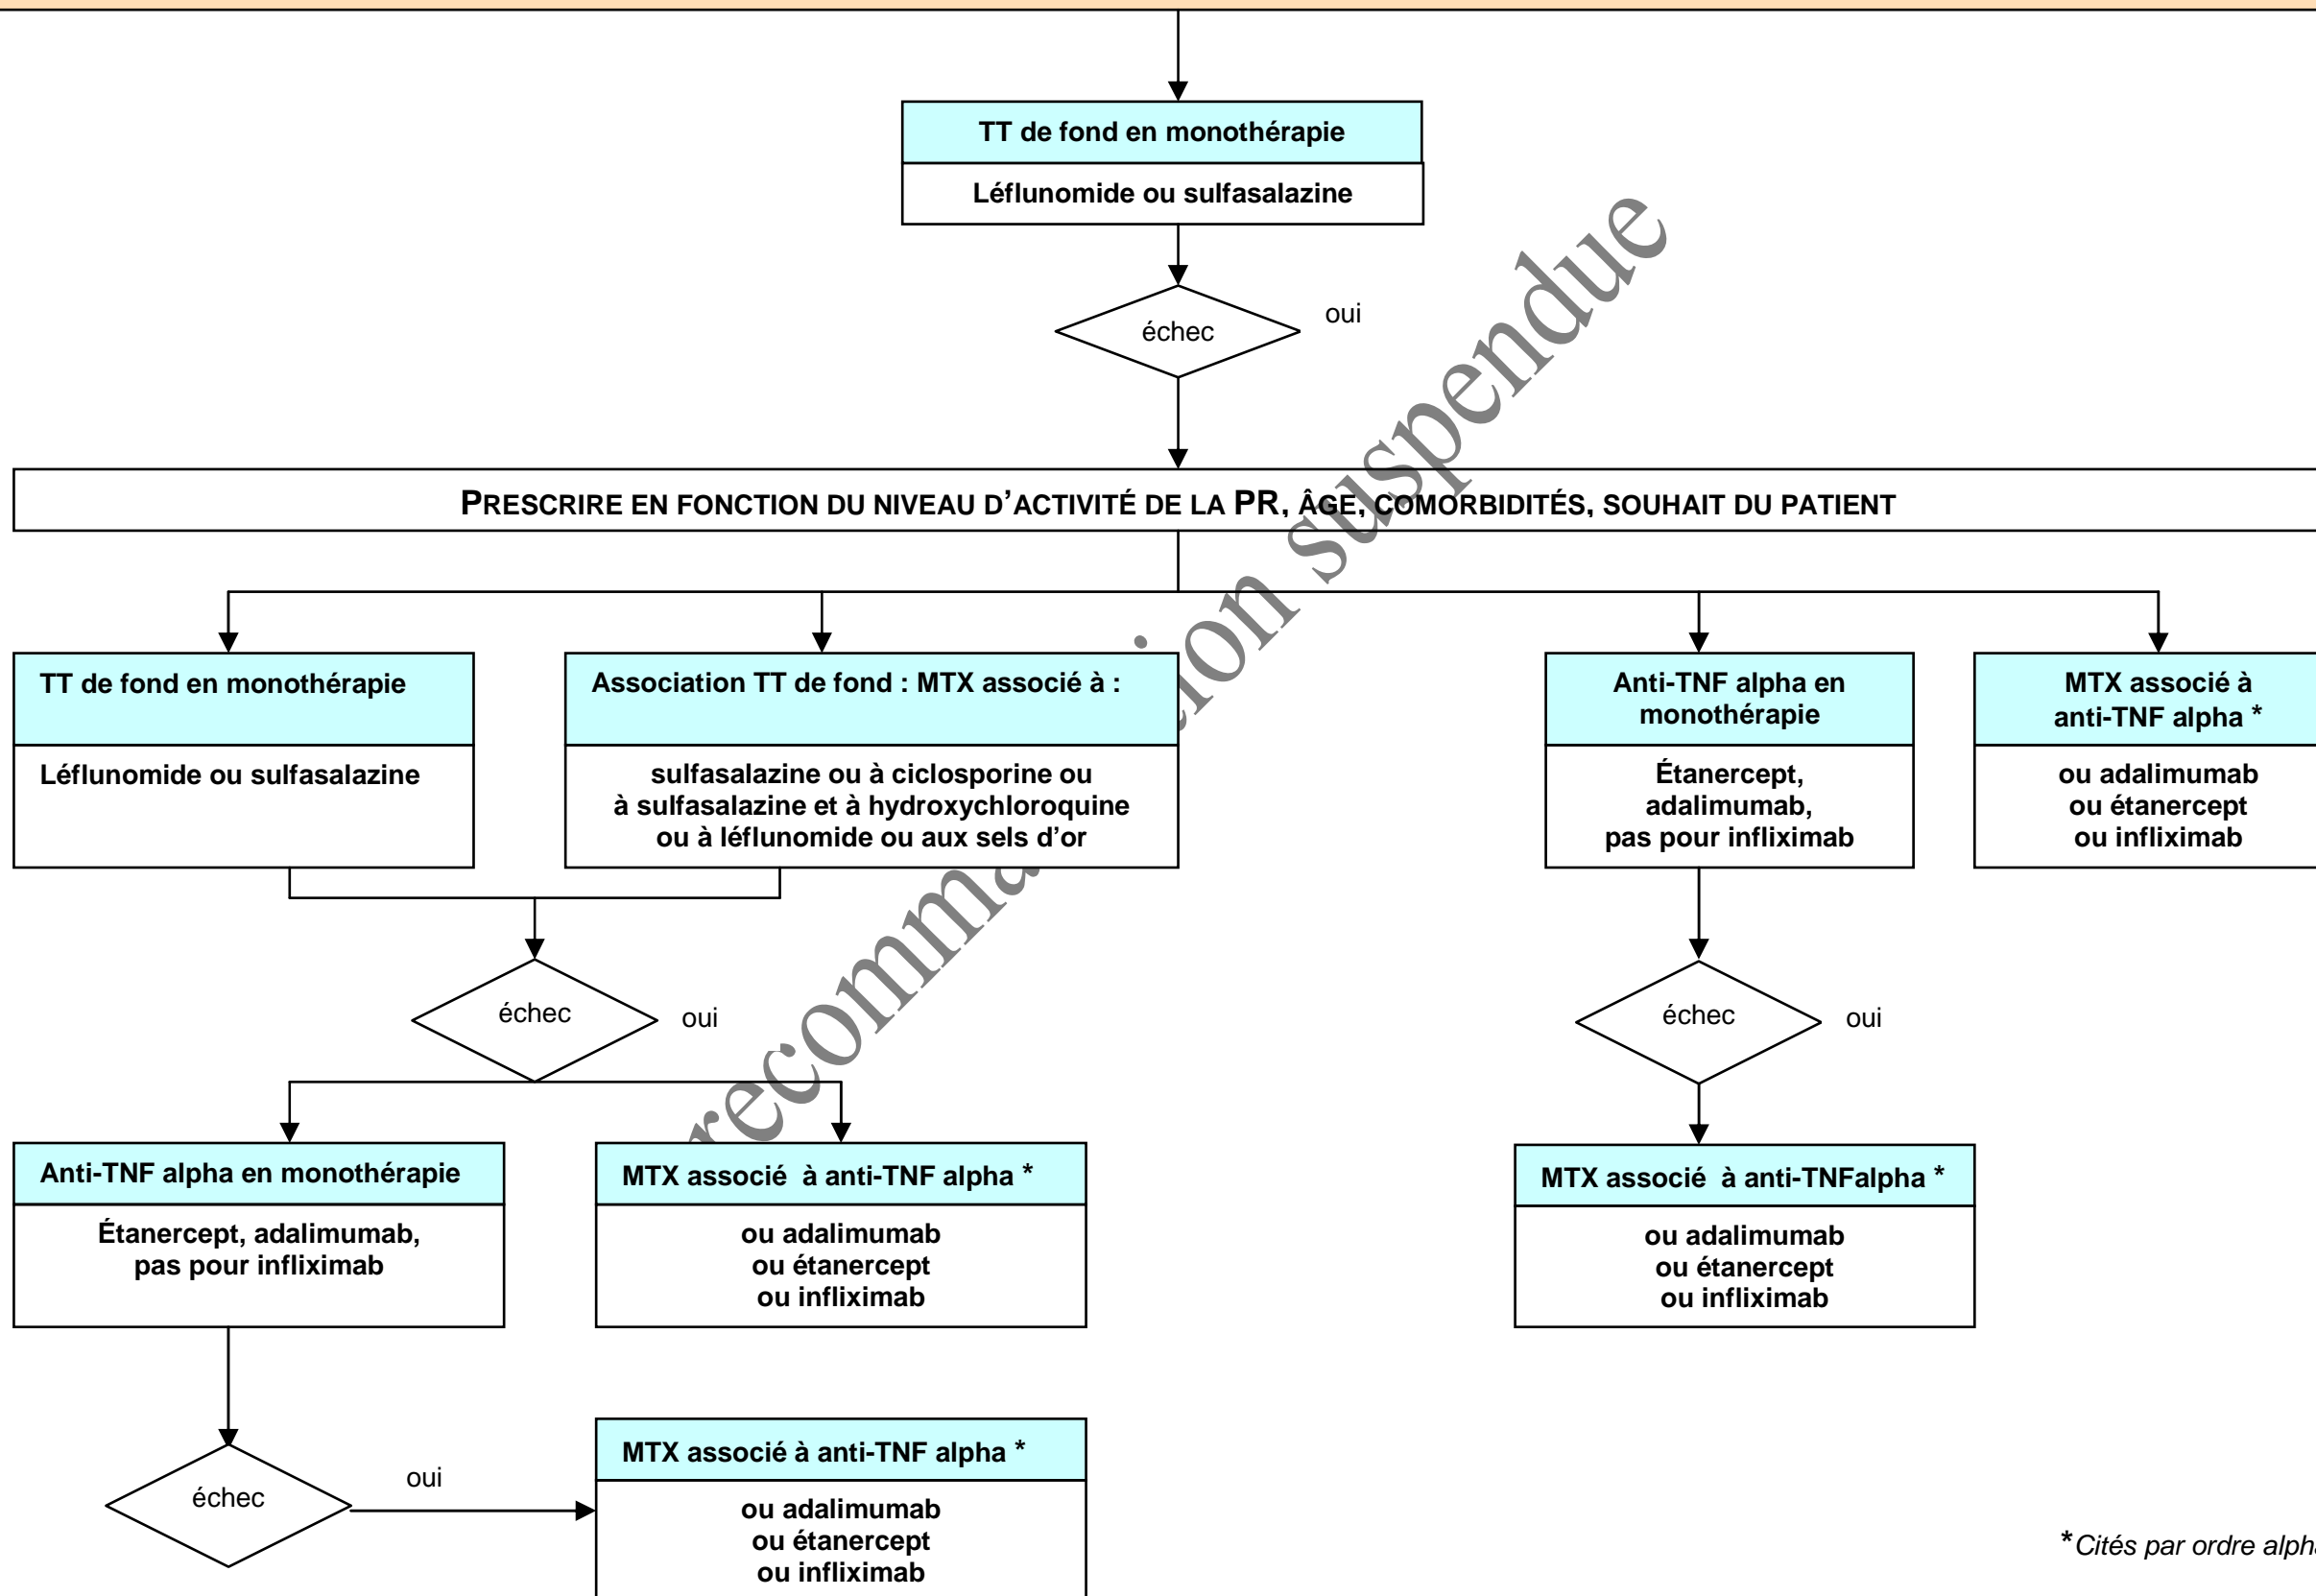 TT de fond en monothérapie
Léflunomide ou sulfasalazine
échec
oui
PRESCRIRE EN FONCTION DU NIVEAU D’ACTIVITÉ DE LA PR, ÂGE, COMORBIDITÉS, SOUHAIT DU PATIENT
TT de fond en monothérapie
Léflunomide ou sulfasalazine
Association TT de fond : MTX associé à :
sulfasalazine ou à ciclosporine ou
à sulfasalazine et à hydroxychloroquine
ou à léflunomide ou aux sels d’or
Anti-TNF alpha en
monothérapie
Étanercept,
adalimumab,
pas pour infliximab
MTX associé à
anti-TNF alpha *
ou adalimumab
ou étanercept
ou infliximab
échec
oui
échec
oui
Anti-TNF alpha en monothérapie
Étanercept, adalimumab,
pas pour infliximab
MTX associé à anti-TNF alpha *
ou adalimumab
ou étanercept
ou infliximab
MTX associé à anti-TNFalpha *
ou adalimumab
ou étanercept
ou infliximab
échec
oui
MTX associé à anti-TNF alpha *
ou adalimumab
ou étanercept
ou infliximab
*Cités par ordre alpha
suspendue